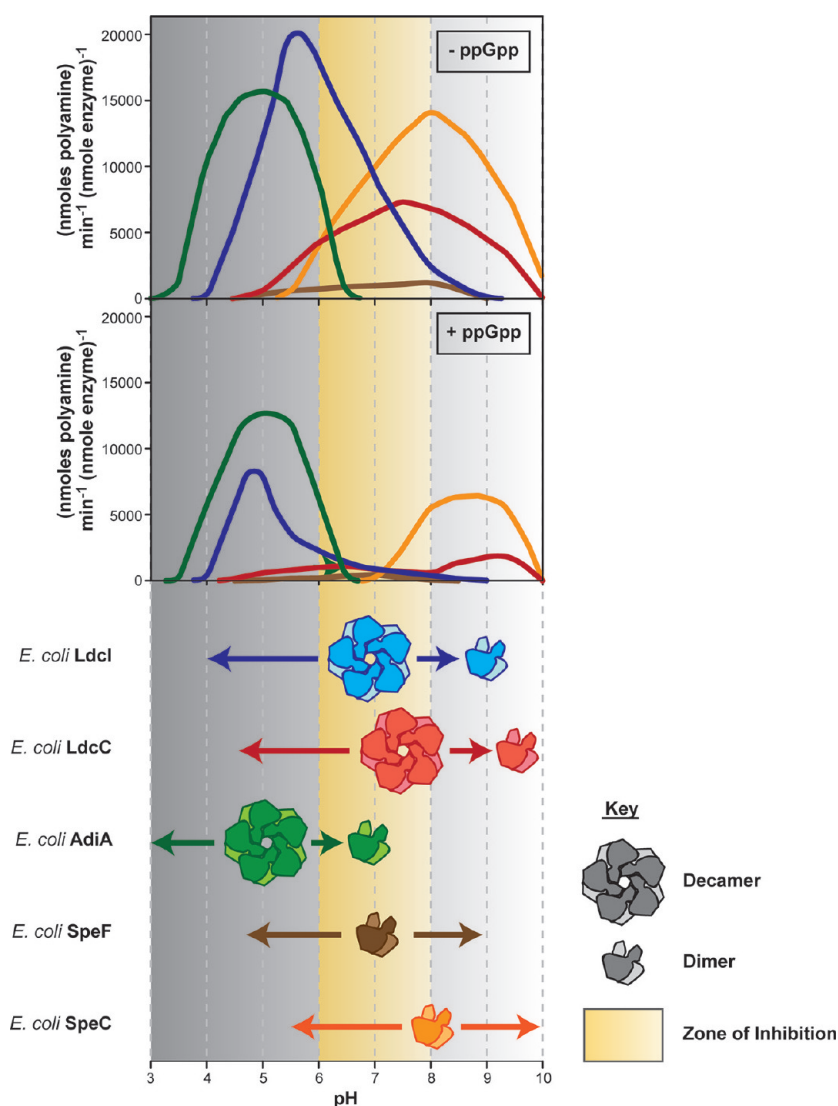 - ppGpp
(nmoles polyamine)
min⁻¹ (nmole enzyme)⁻¹
20000
15000
10000
5000
0
+ ppGpp
(nmoles polyamine)
min⁻¹ (nmole enzyme)⁻¹
20000
15000
10000
5000
0
E. coli LdcI
E. coli LdcC
E. coli AdiA
E. coli SpeF
E. coli SpeC
3 4 5 6 7 8 9 10
pH
Key
Decamer
Dimer
Zone of Inhibition